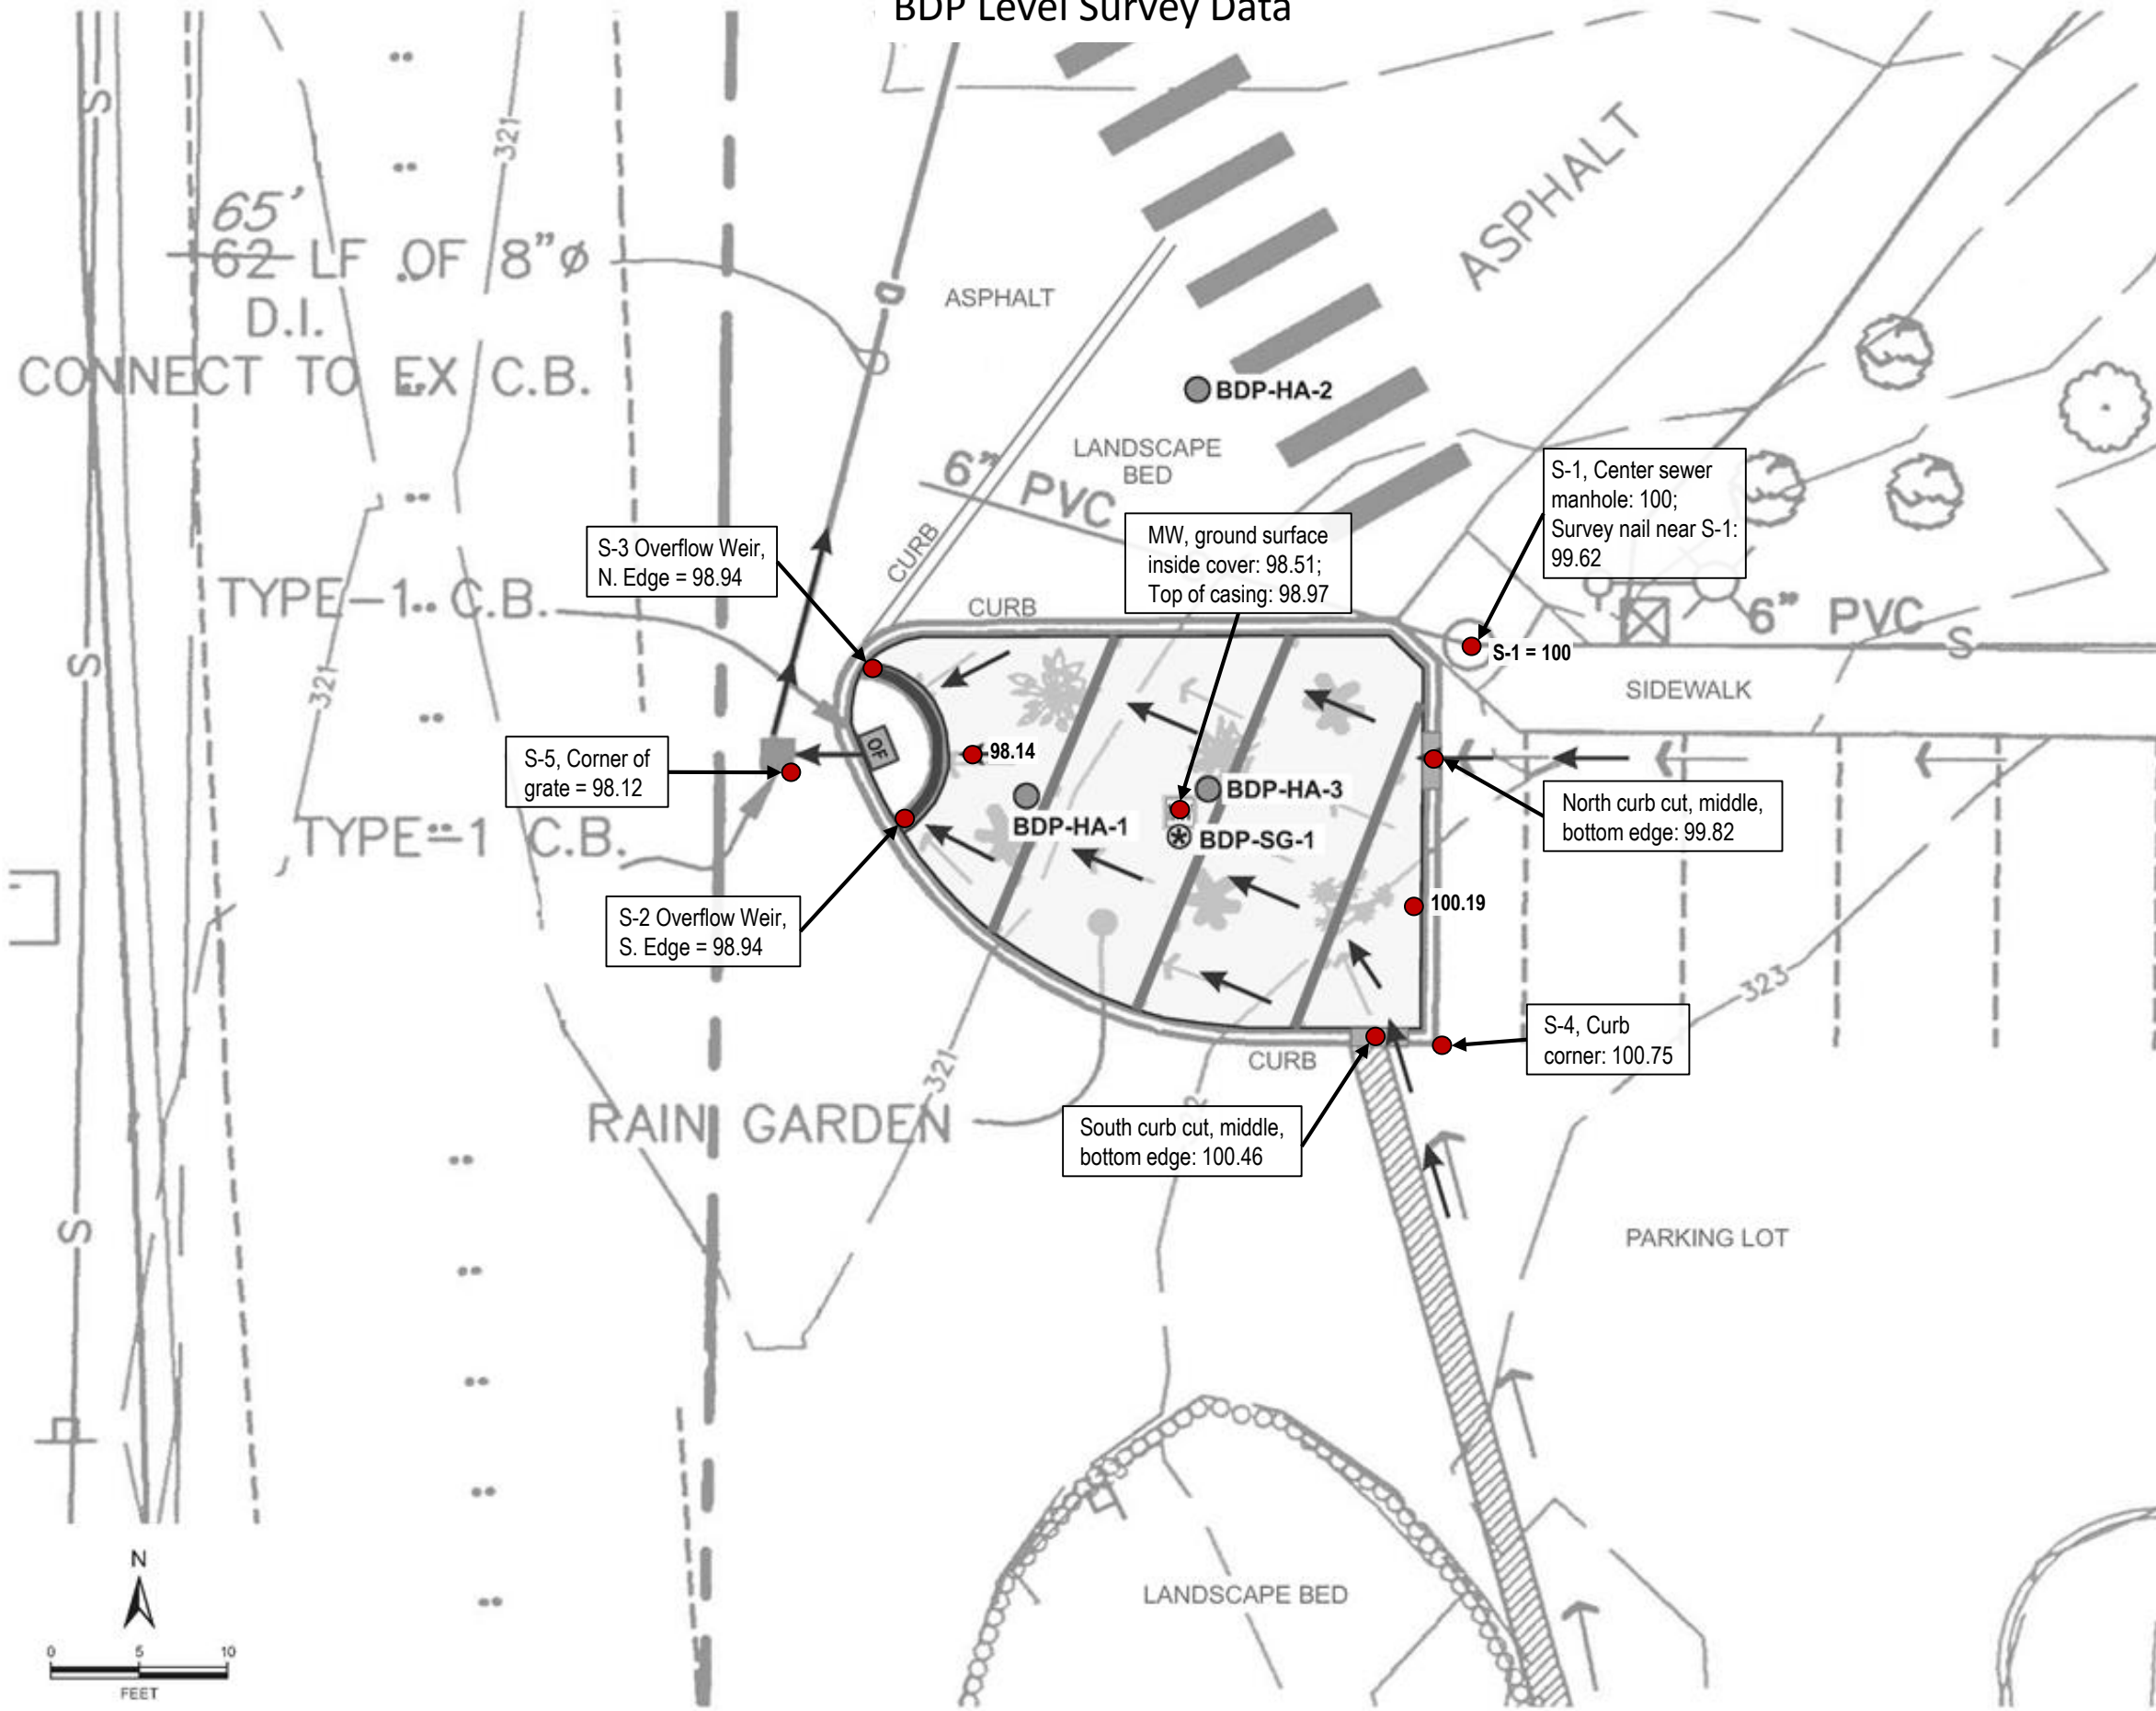 BDP Level Survey Data
S
321
65'
62 LF OF 8"ø
D.I.
CONNECT TO EX C.B.
D
ASPHALT
ASPHALT
BDP-HA-2
LANDSCAPE
BED
6" PVC
CURB
S-1, Center sewer
manhole: 100;
Survey nail near S-1:
99.62
S-3 Overflow Weir,
N. Edge = 98.94
MW, ground surface
inside cover: 98.51;
Top of casing: 98.97
TYPE-1 C.B.
CURB
6" PVC
S
S-1 = 100
S
321
SIDEWALK
S-5, Corner of
grate = 98.12
OF
98.14
BDP-HA-3
BDP-HA-1
BDP-SG-1
North curb cut, middle,
bottom edge: 99.82
TYPE-1 C.B.
S-2 Overflow Weir,
S. Edge = 98.94
100.19
323
S-4, Curb
corner: 100.75
CURB
321
RAIN GARDEN
South curb cut, middle,
bottom edge: 100.46
S
PARKING LOT
LANDSCAPE BED
N
0 5 10
FEET